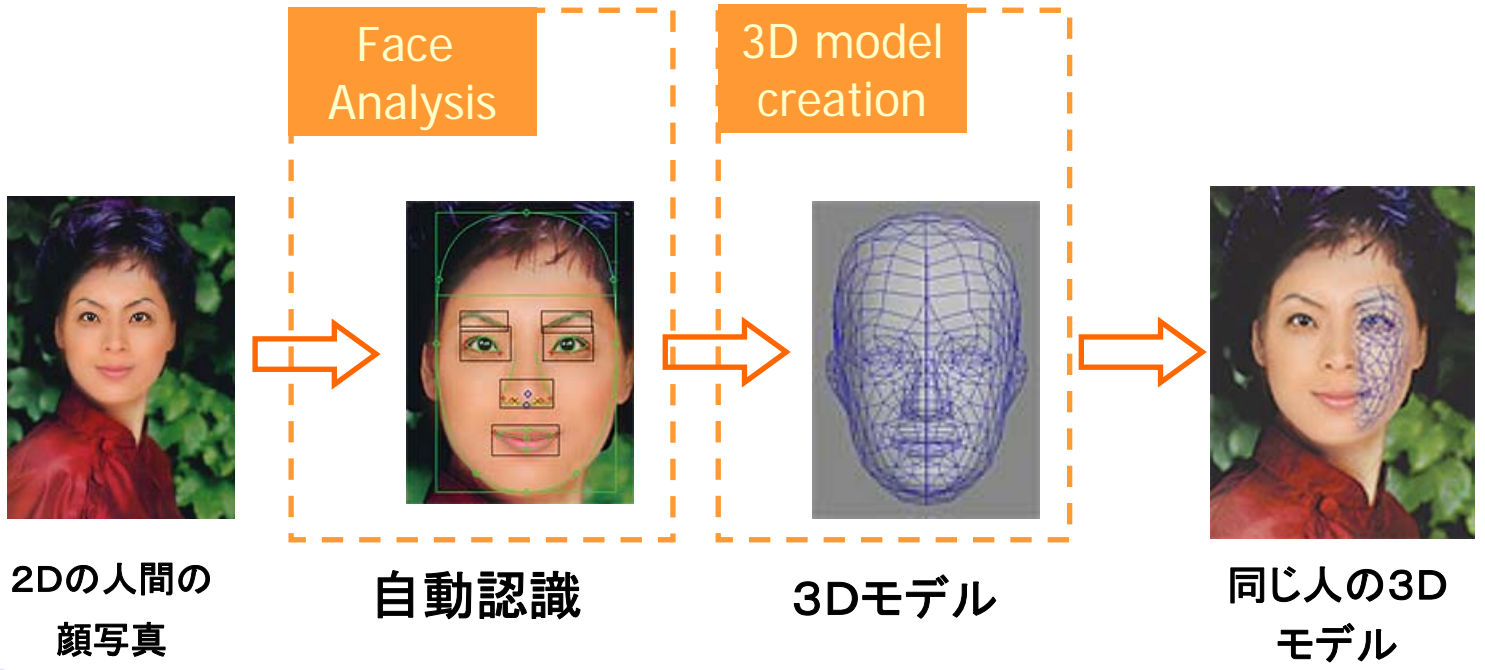 Face
Analysis
3D model
creation
2Dの人間の
顔写真
自動認識
3Dモデル
同じ人の3D
モデル